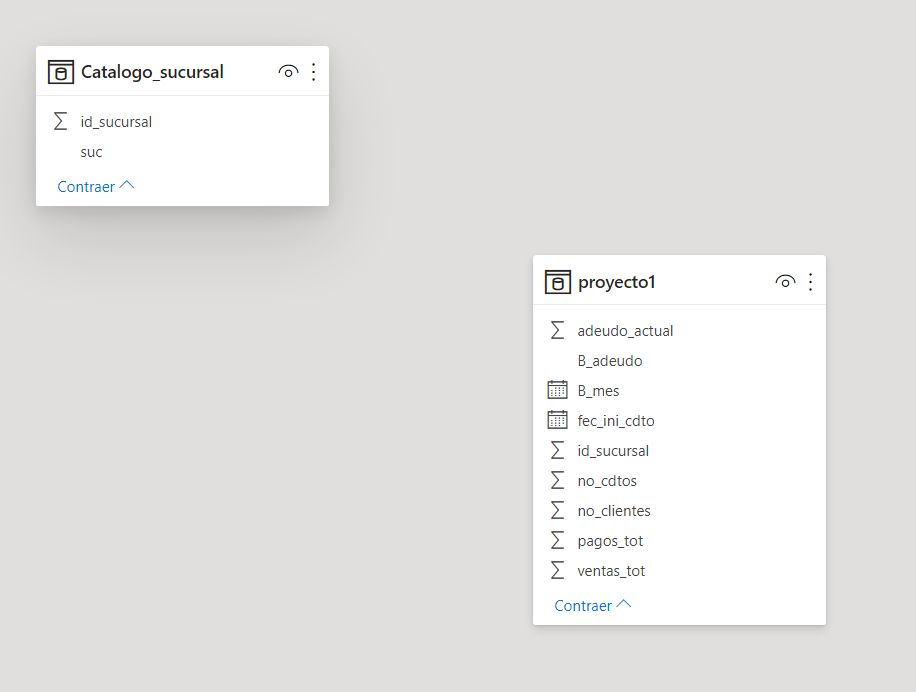 Catalogo_sucursal
id_sucursal
suc
Contraer
proyecto1
adeudo_actual
B_adeudo
B_mes
fec_ini_cdto
id_sucursal
no_cdtos
no_clientes
pagos_tot
ventas_tot
Contraer